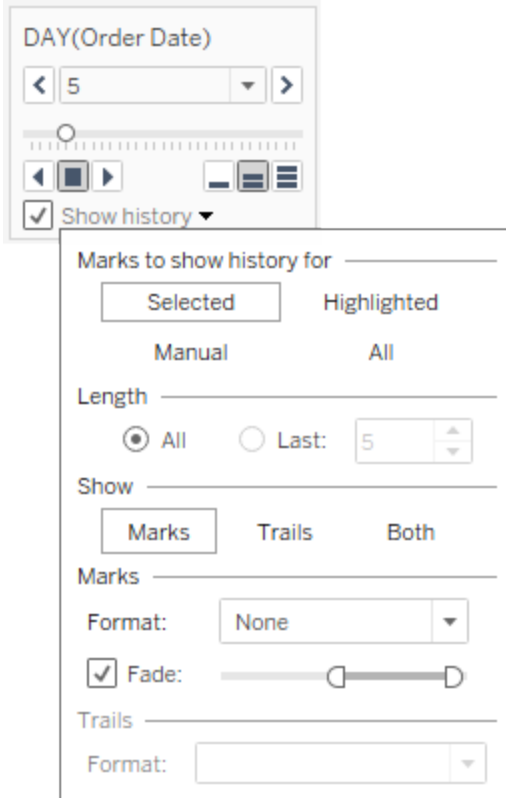 DAY(Order Date)
5
Show history
Marks to show history for
Selected Highlighted
Manual All
Length
All Last: 5
Show
Marks Trails Both
Marks
Format: None
Fade:
Trails
Format: